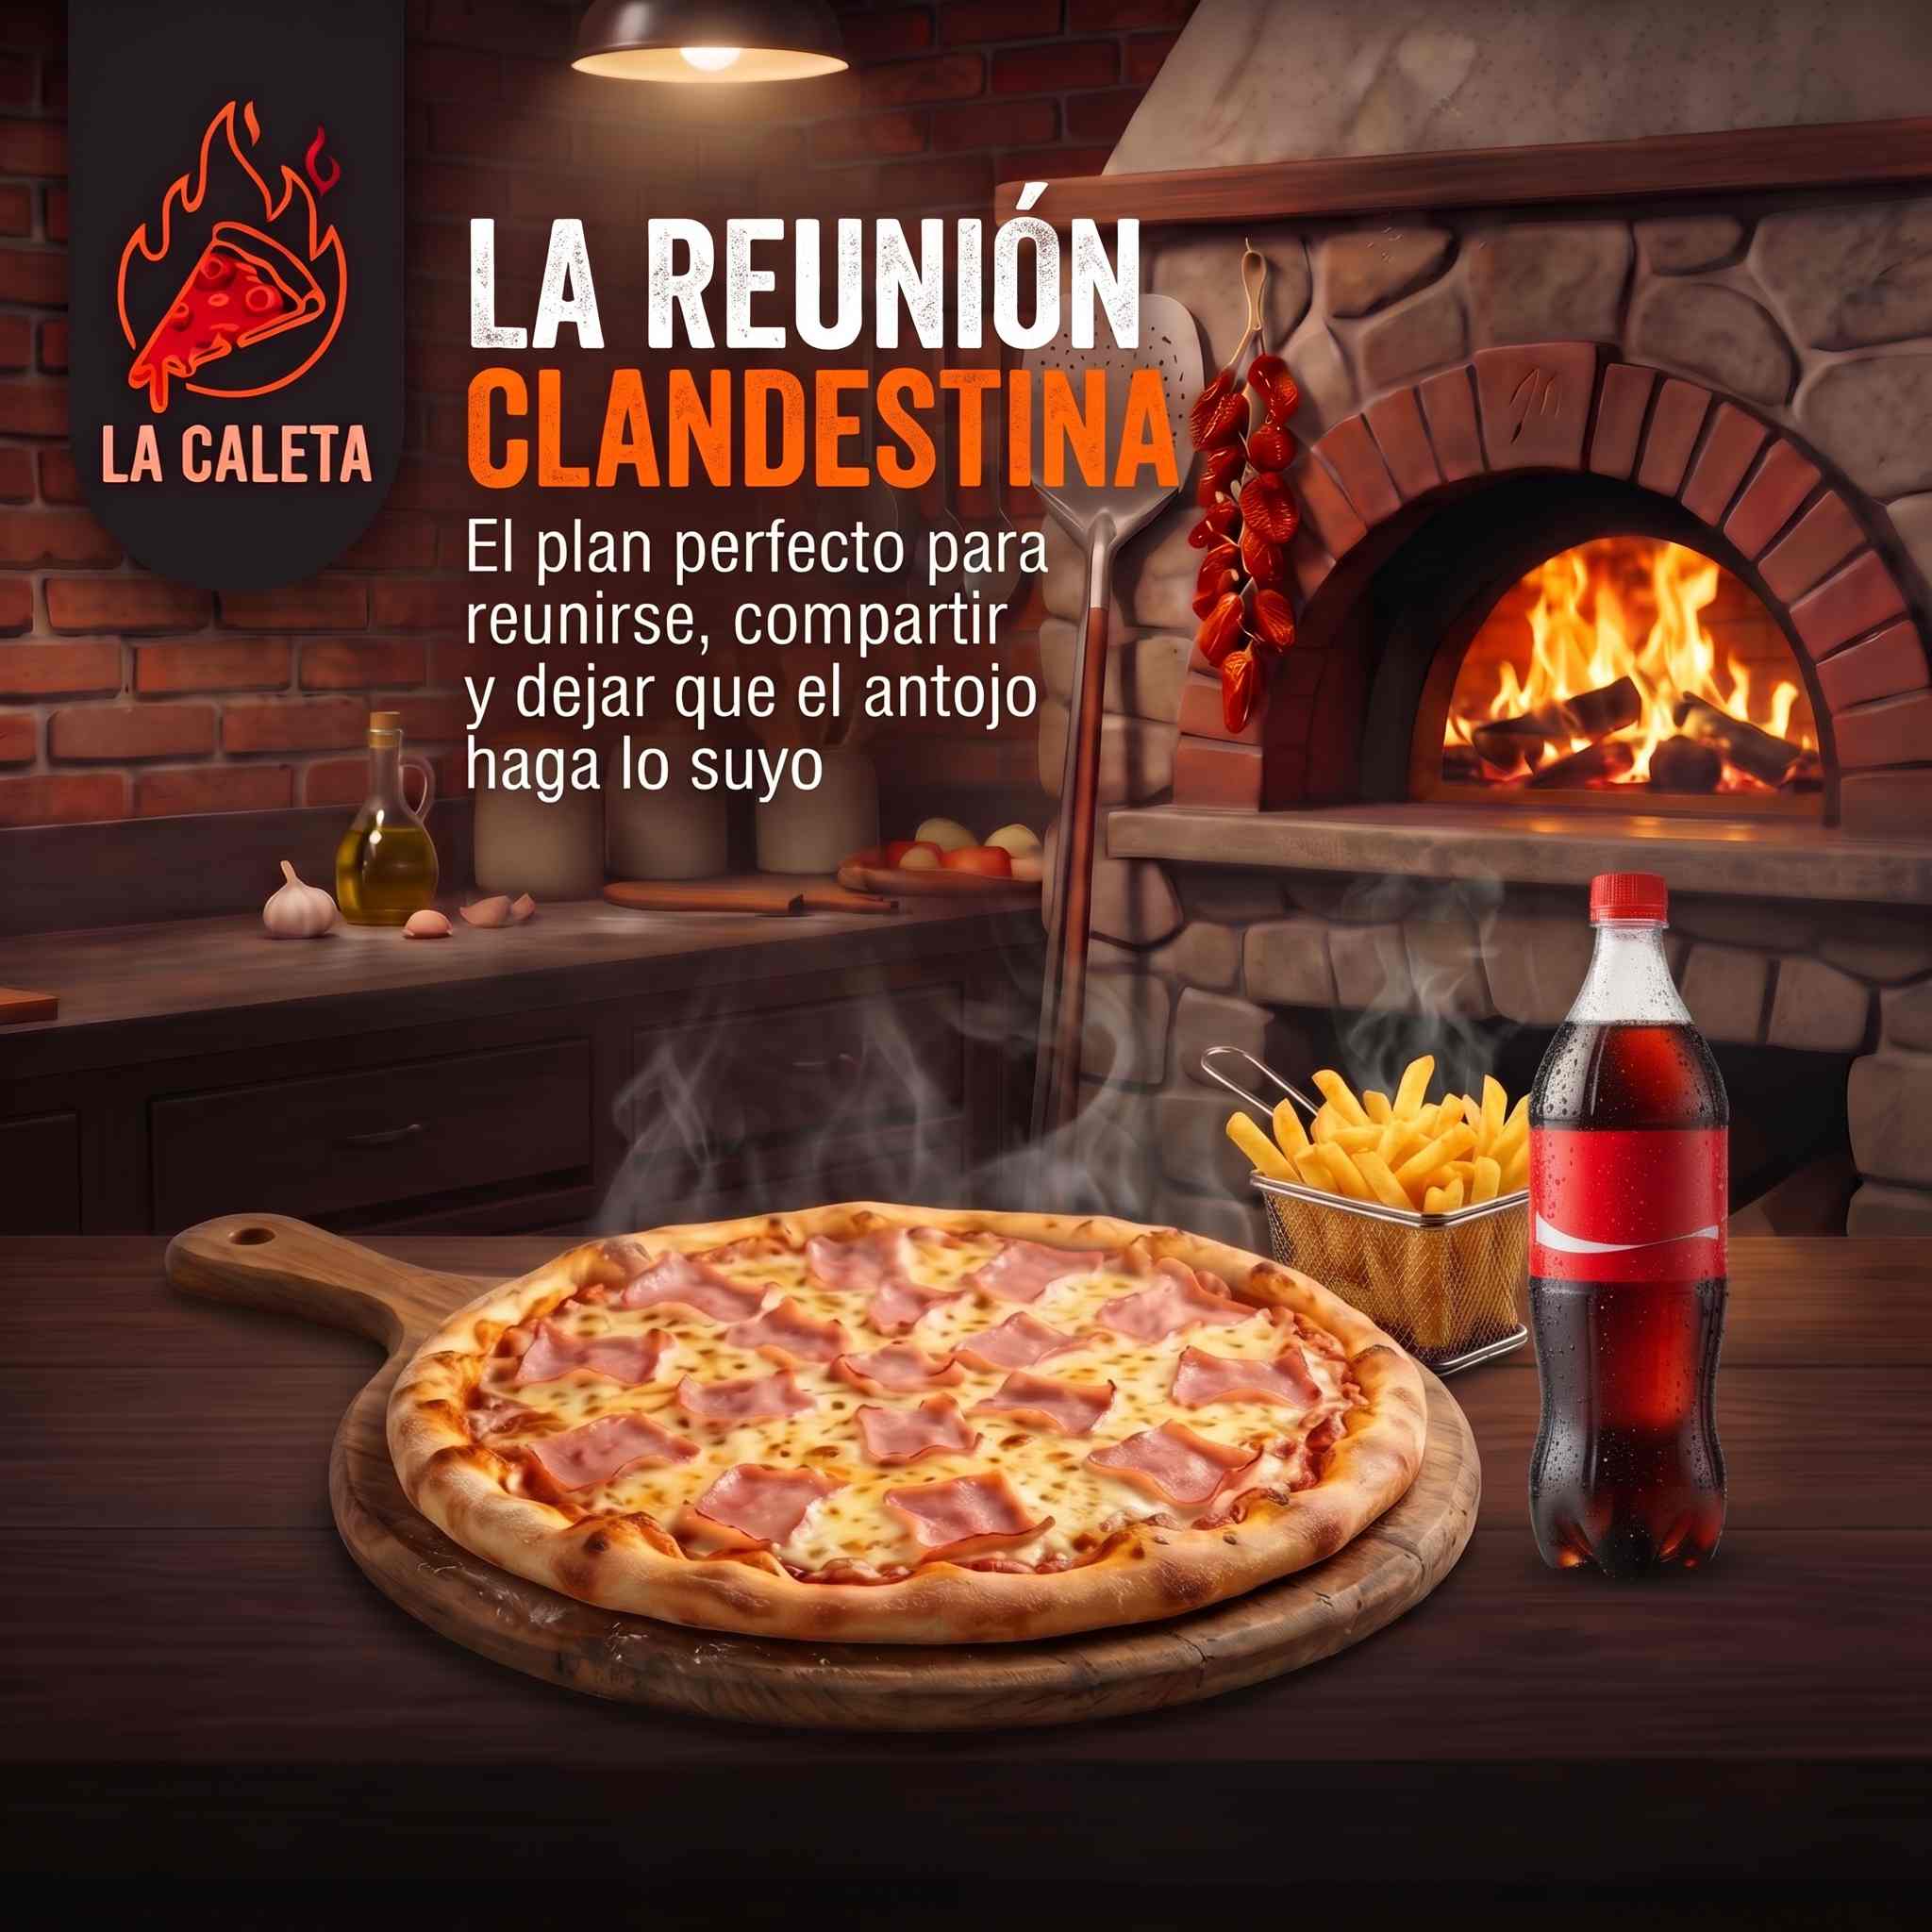 LA CALETA
LA REUNIÓN
CLANDESTINA
El plan perfecto para
reunirse, compartir
y dejar que el antojo
haga lo suyo